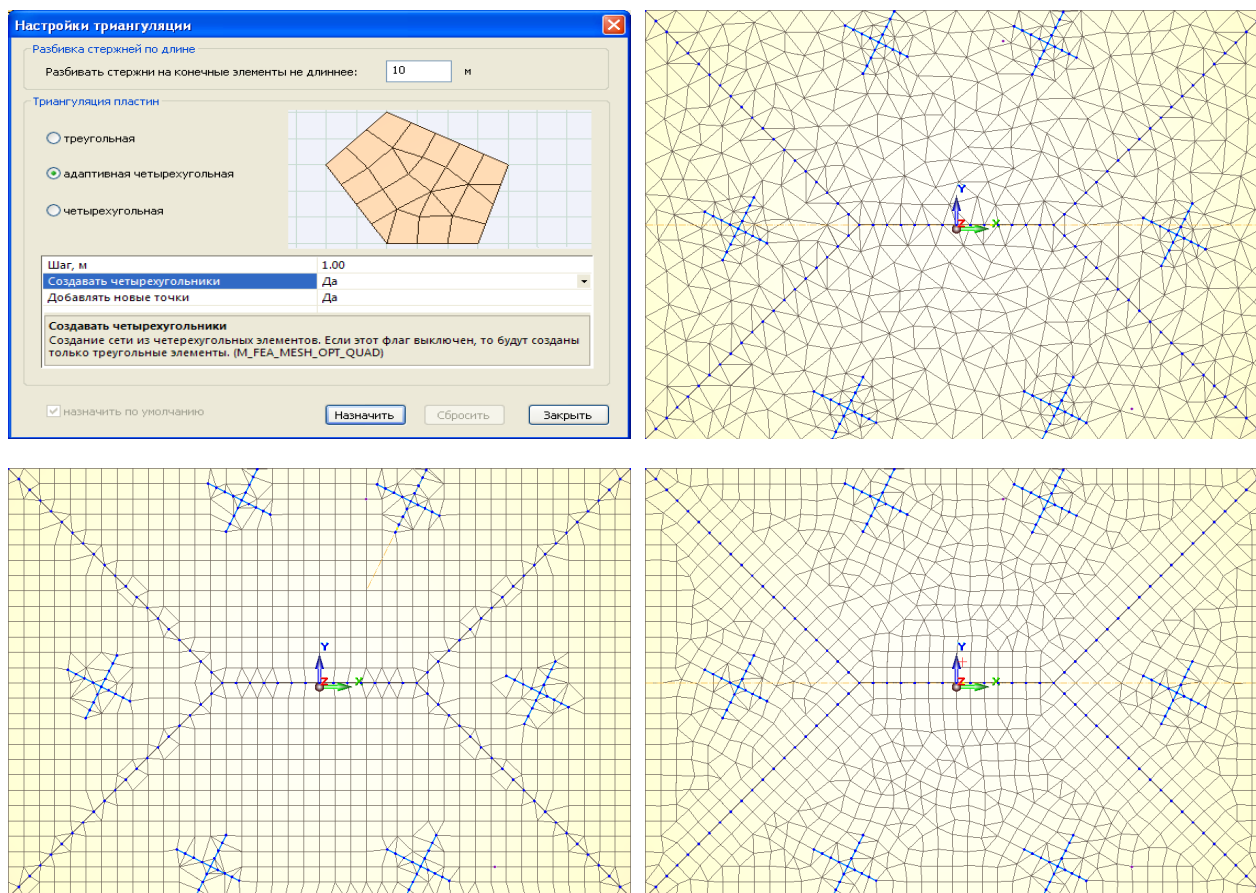 Настройки триангуляции
Разбивка стержней по длине
Разбивать стержни на конечные элементы не длиннее: 10 м
Триангуляция пластин
треугольная
адаптивная четырехугольная
четырехугольная
Шаг, м 1.00
Создавать четырехугольники Да
Добавлять новые точки Да
Создавать четырехугольники
Создание сети из четерехугольных элементов. Если этот флаг выключен, то будут созданы
только треугольные элементы. (M_FEA_MESH_OPT_QUAD)
назначить по умолчанию
Назначить Сбросить Закрыть
Y
Z X
Y
Z X
Y
Z X